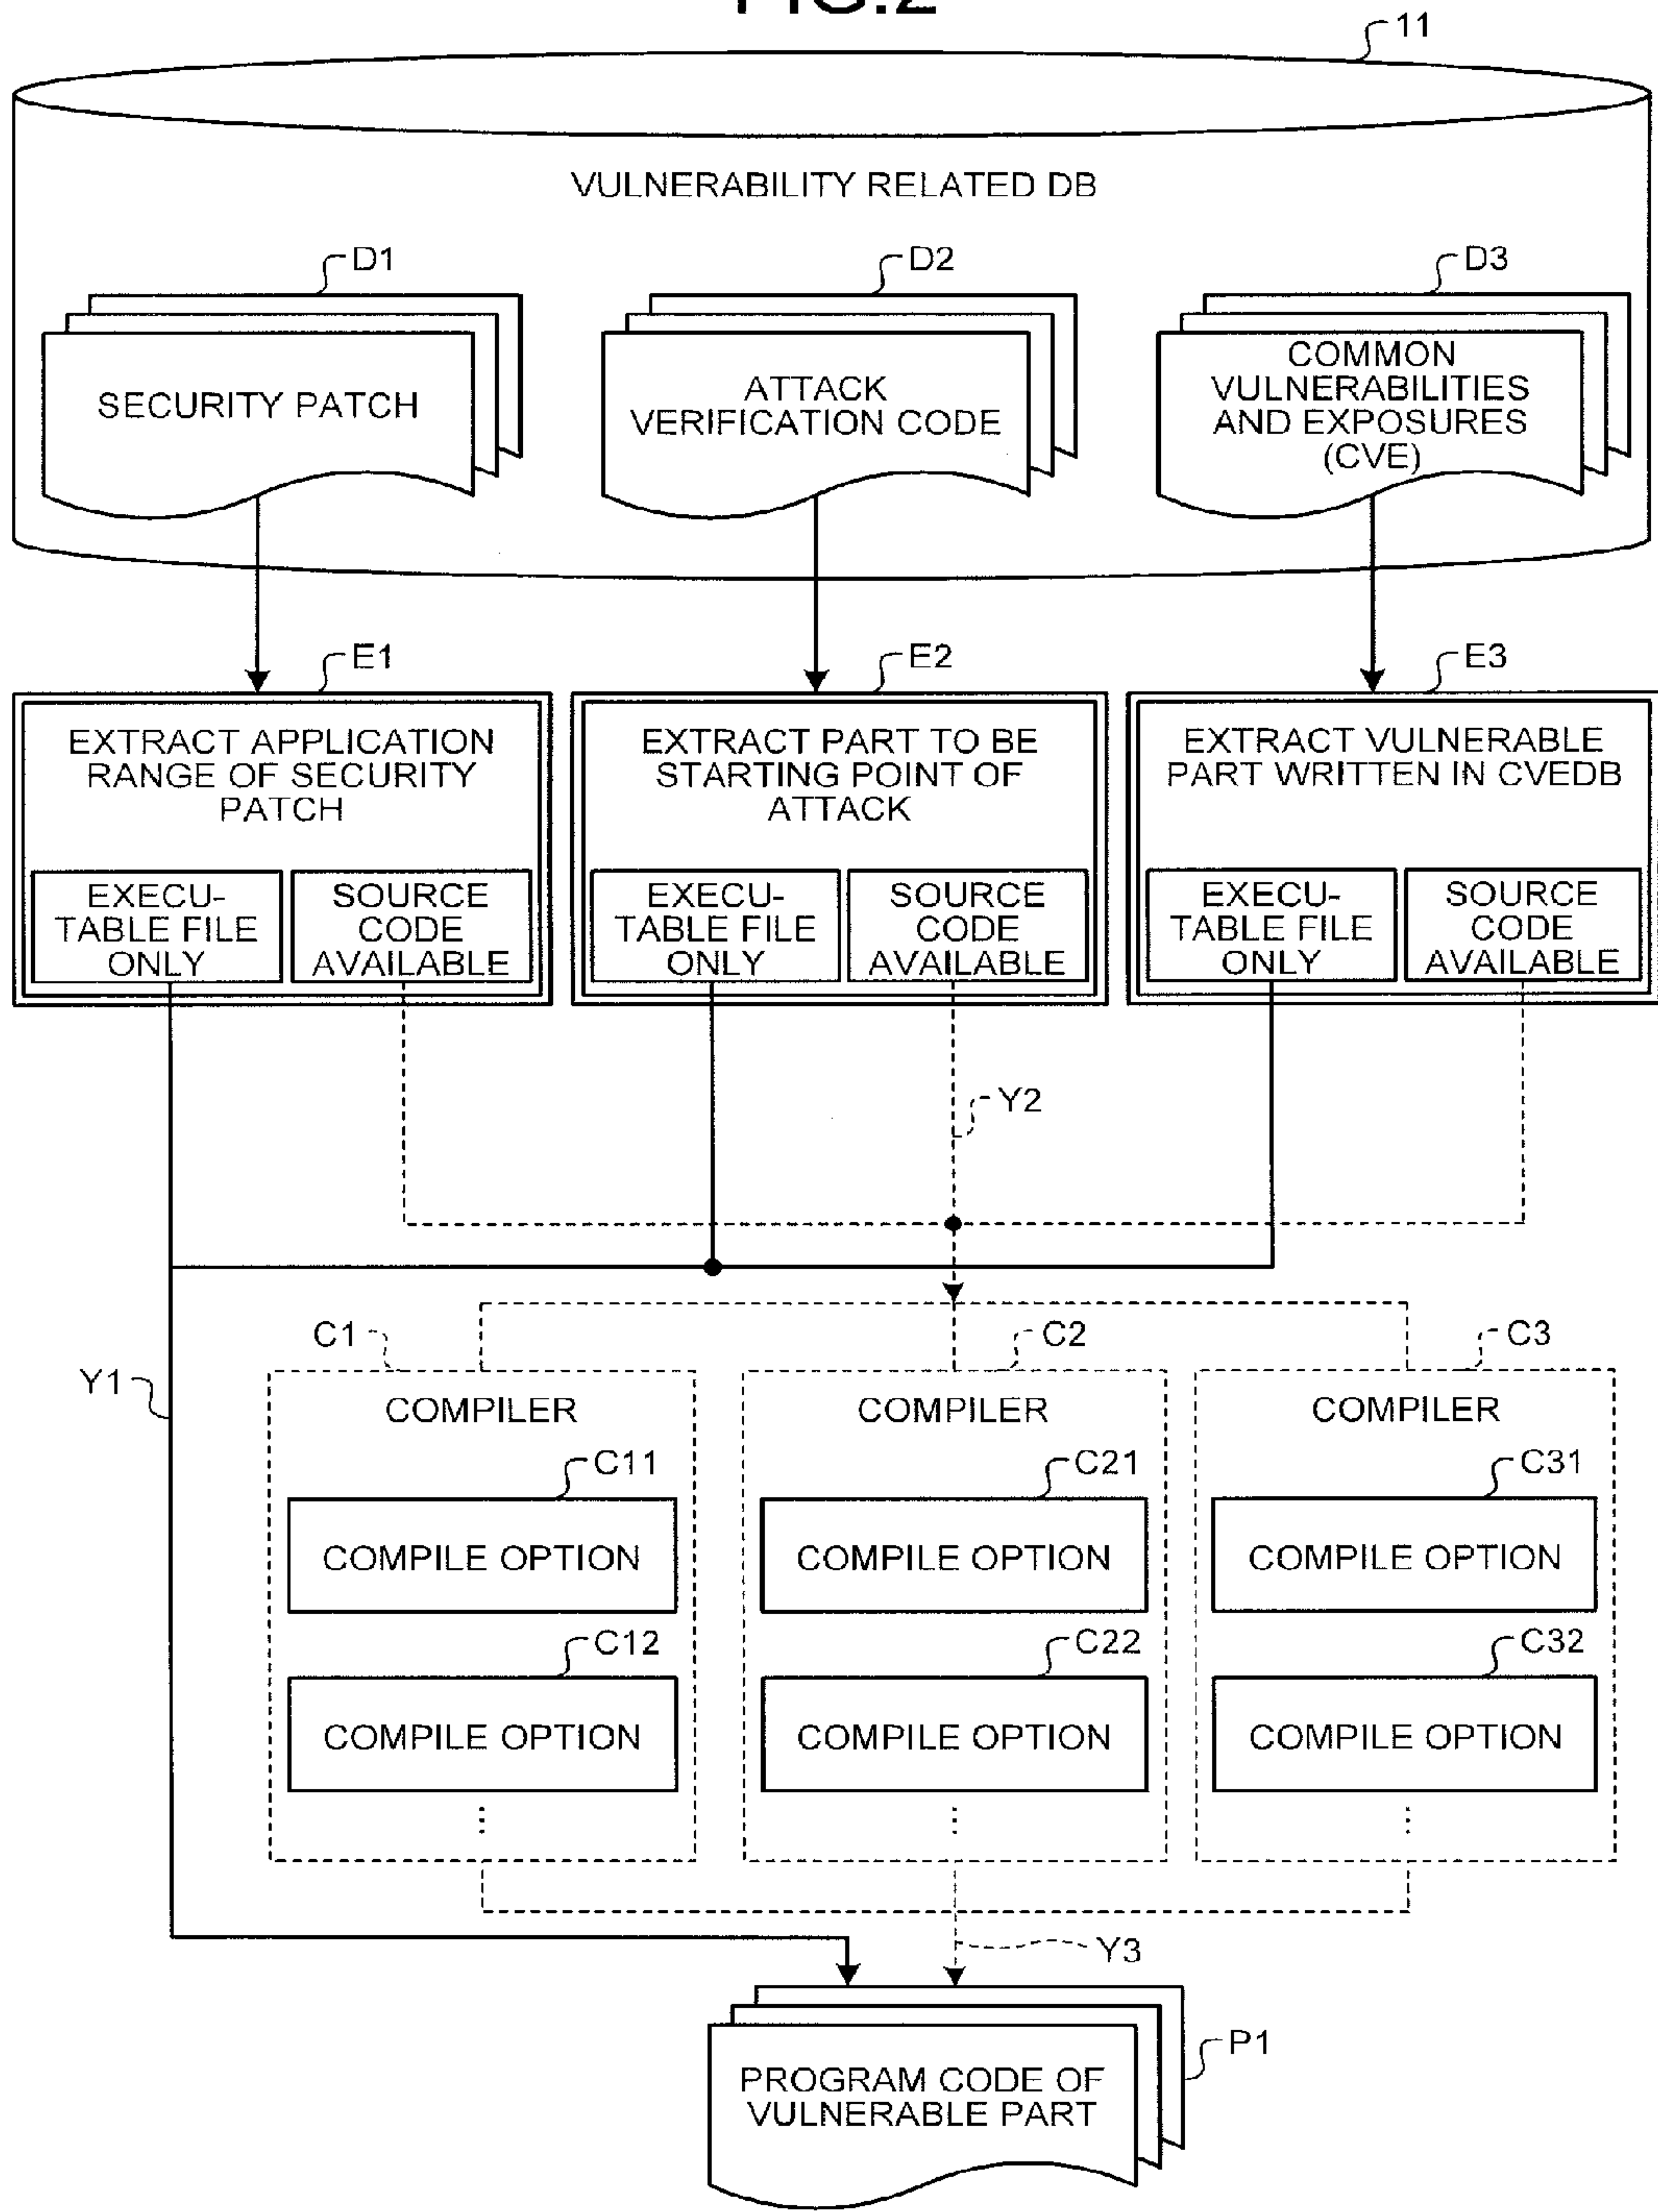 FIG.2
11
VULNERABILITY RELATED DB
D1
D2
D3
SECURITY PATCH
ATTACK
VERIFICATION CODE
COMMON
VULNERABILITIES
AND EXPOSURES
(CVE)
E1
E2
E3
EXTRACT APPLICATION
RANGE OF SECURITY
PATCH
EXECU-
TABLE FILE
ONLY
SOURCE
CODE
AVAILABLE
EXTRACT PART TO BE
STARTING POINT OF
ATTACK
EXECU-
TABLE FILE
ONLY
SOURCE
CODE
AVAILABLE
EXTRACT VULNERABLE
PART WRITTEN IN CVEDB
EXECU-
TABLE FILE
ONLY
SOURCE
CODE
AVAILABLE
Y2
Y1
C1
C2
C3
COMPILER
C11
COMPILE OPTION
C12
COMPILE OPTION
⋮
COMPILER
C21
COMPILE OPTION
C22
COMPILE OPTION
⋮
COMPILER
C31
COMPILE OPTION
C32
COMPILE OPTION
⋮
Y3
P1
PROGRAM CODE OF
VULNERABLE PART